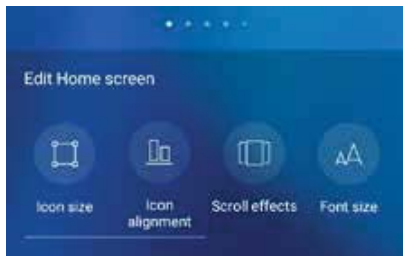 Edit Home screen
Icon size
Icon
alignment
Scroll effects
Font size